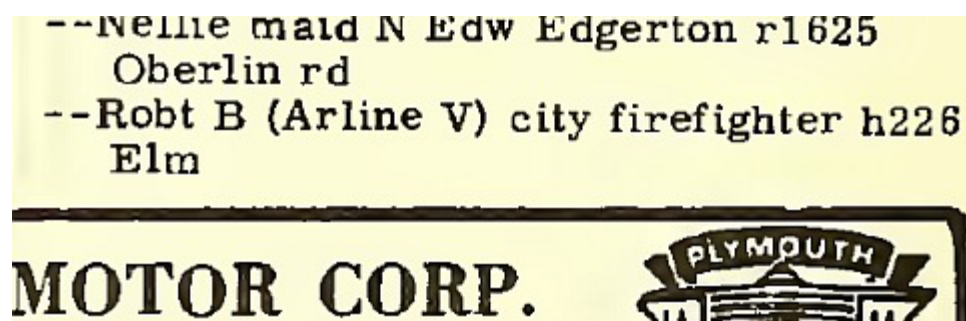 --Nellie maid N Edw Edgerton r1625
Oberlin rd
--Robt B (Arline V) city firefighter h226
Elm
MOTOR CORP.
PLYMOUTH